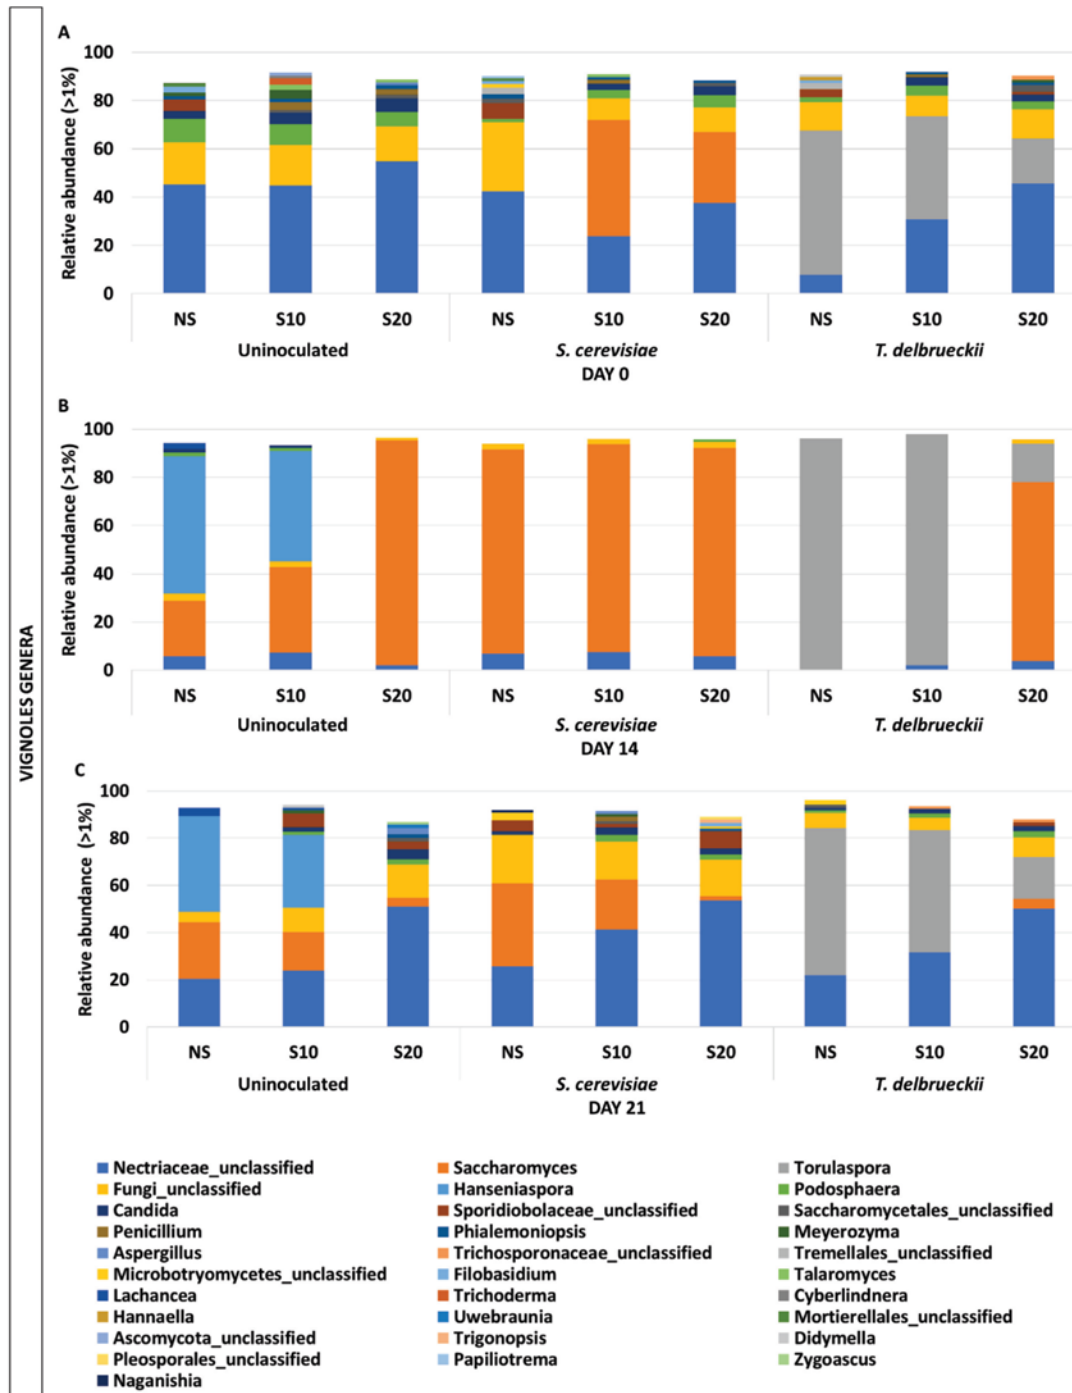 VIGNOLES GENERA
A
Relative abundance (>1%)
100
80
60
40
20
0
NS S10 S20 NS S10 S20 NS S10 S20
Uninoculated S. cerevisiae T. delbrueckii
DAY 0
B
Relative abundance (>1%)
100
80
60
40
20
0
NS S10 S20 NS S10 S20 NS S10 S20
Uninoculated S. cerevisiae T. delbrueckii
DAY 14
C
Relative abundance (>1%)
100
80
60
40
20
0
NS S10 S20 NS S10 S20 NS S10 S20
Uninoculated S. cerevisiae T. delbrueckii
DAY 21
Nectriaceae_unclassified Saccharomyces Torulaspora
Fungi_unclassified Hanseniaspora Podosphaera
Candida Sporidiobolaceae_unclassified Saccharomycetales_unclassified
Penicillium Phialemoniopsis Meyerozyma
Aspergillus Trichosporonaceae_unclassified Tremellales_unclassified
Microbotryomycetes_unclassified Filobasidium Talaromyces
Lachancea Trichoderma Cyberlindnera
Hannaella Uwebraunia Mortierellales_unclassified
Ascomycota_unclassified Trigonopsis Didymella
Pleosporales_unclassified Papiliotrema Zygoascus
Naganishia